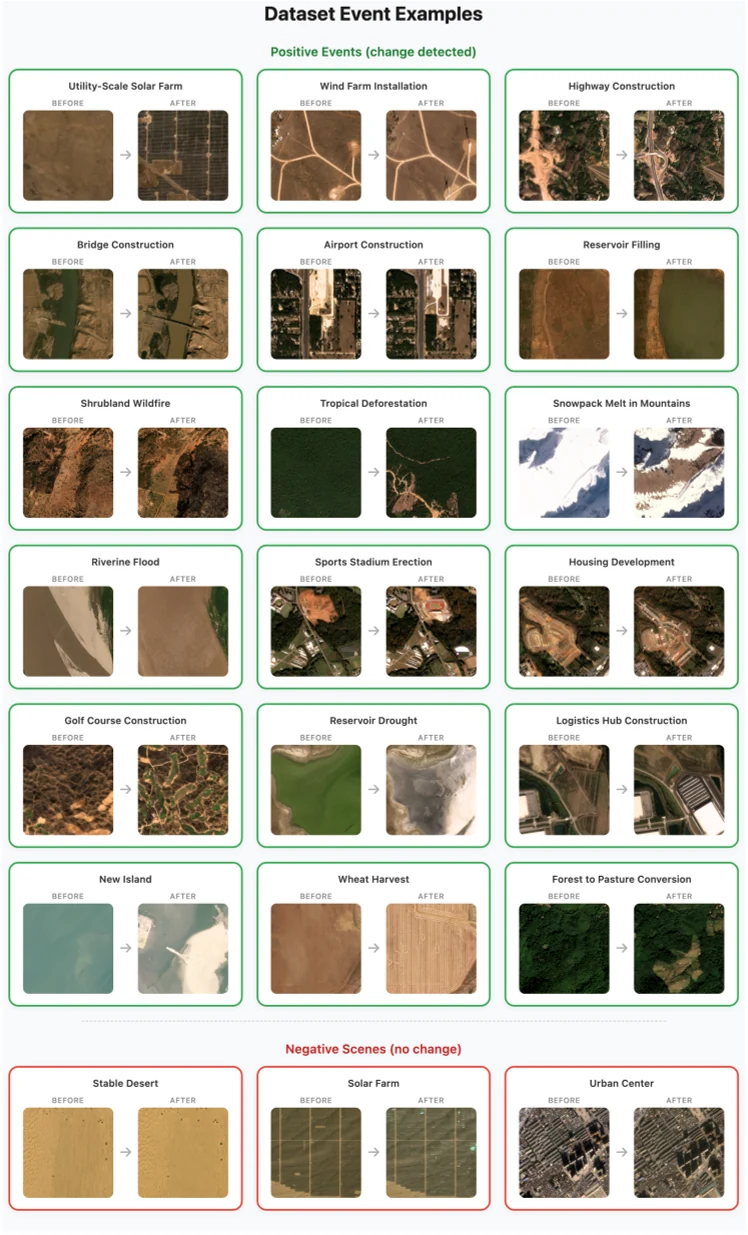 Dataset Event Examples
Positive Events (change detected)
Utility-Scale Solar Farm
BEFORE AFTER
→
Wind Farm Installation
BEFORE AFTER
→
Highway Construction
BEFORE AFTER
→
Bridge Construction
BEFORE AFTER
→
Airport Construction
BEFORE AFTER
→
Reservoir Filling
BEFORE AFTER
→
Shrubland Wildfire
BEFORE AFTER
→
Tropical Deforestation
BEFORE AFTER
→
Snowpack Melt in Mountains
BEFORE AFTER
→
Riverine Flood
BEFORE AFTER
→
Sports Stadium Erection
BEFORE AFTER
→
Housing Development
BEFORE AFTER
→
Golf Course Construction
BEFORE AFTER
→
Reservoir Drought
BEFORE AFTER
→
Logistics Hub Construction
BEFORE AFTER
→
New Island
BEFORE AFTER
→
Wheat Harvest
BEFORE AFTER
→
Forest to Pasture Conversion
BEFORE AFTER
→
Negative Scenes (no change)
Stable Desert
BEFORE AFTER
→
Solar Farm
BEFORE AFTER
→
Urban Center
BEFORE AFTER
→